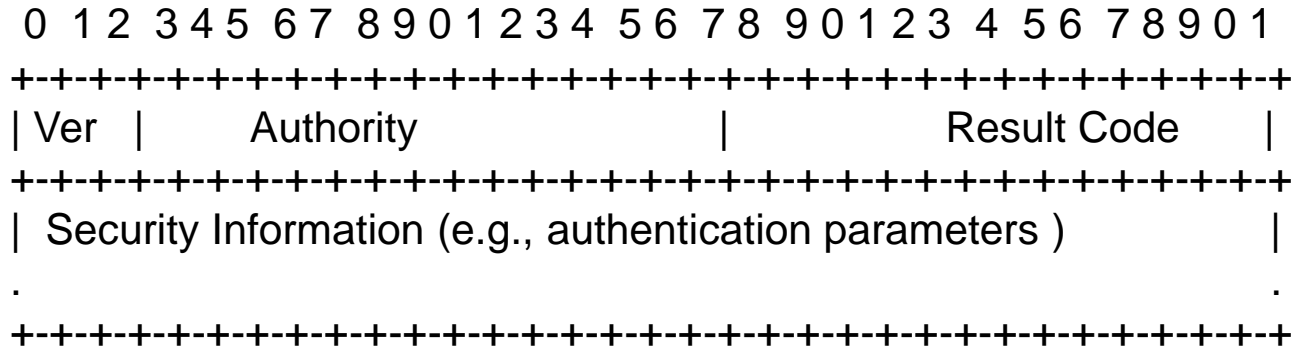 0 1 2 3 4 5 6 7 8 9 0 1 2 3 4 5 6 7 8 9 0 1 2 3 4 5 6 7 8 9 0 1
+-+-+-+-+-+-+-+-+-+-+-+-+-+-+-+-+-+-+-+-+-+-+-+-+-+-+-+-+-+-+-+-+
| Ver | Authority | Result Code |
+-+-+-+-+-+-+-+-+-+-+-+-+-+-+-+-+-+-+-+-+-+-+-+-+-+-+-+-+-+-+-+-+
| Security Information (e.g., authentication parameters ) |
. .
+-+-+-+-+-+-+-+-+-+-+-+-+-+-+-+-+-+-+-+-+-+-+-+-+-+-+-+-+-+-+-+-+